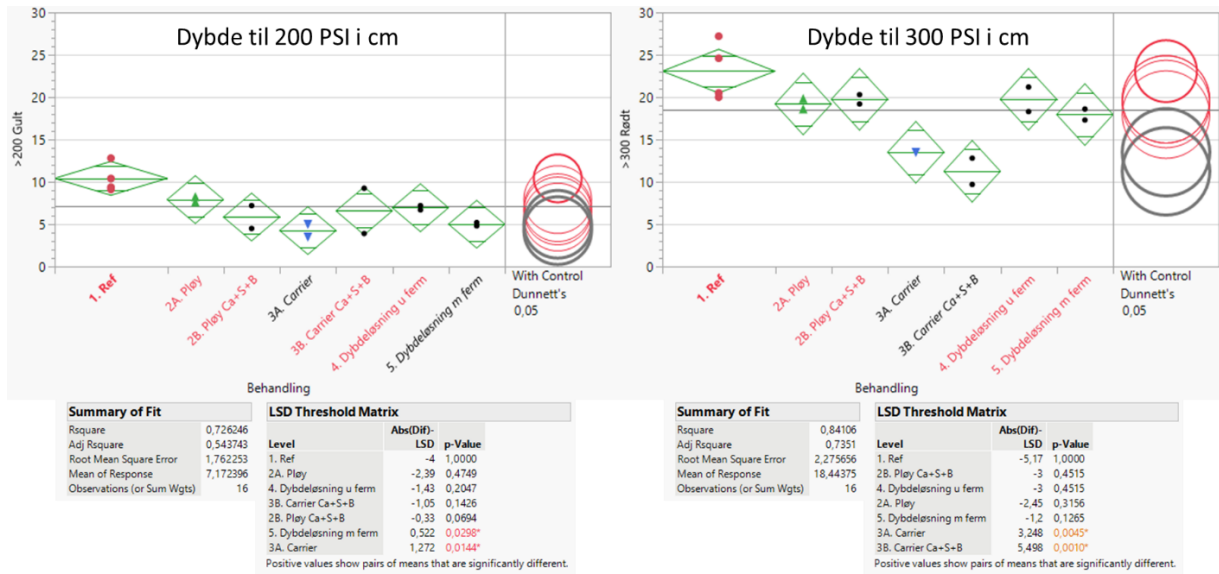 Dybde til 200 PSI i cm
>200 Gult
30
25
20
15
10
5
0
1. Ref
2A. Pløy
2B. Pløy Ca+S+B
3A. Carrier
3B. Carrier Ca+S+B
4. Dybdeløsning u ferm
5. Dybdeløsning m ferm
With Control
Dunnett's
0,05
Behandling
Summary of Fit
Rsquare 0,726246
Adj Rsquare 0,543743
Root Mean Square Error 1,762253
Mean of Response 7,172396
Observations (or Sum Wgts) 16
LSD Threshold Matrix
Abs(Dif)-
Level LSD p-Value
1. Ref -4 1,0000
2A. Pløy -2,39 0,4749
4. Dybdeløsning u ferm -1,43 0,2047
3B. Carrier Ca+S+B -1,05 0,1426
2B. Pløy Ca+S+B -0,33 0,0694
5. Dybdeløsning m ferm 0,522 0,0298*
3A. Carrier 1,272 0,0144*
Positive values show pairs of means that are significantly different.
Dybde til 300 PSI i cm
>300 Rødt
30
25
20
15
10
5
0
1. Ref
2A. Pløy
2B. Pløy Ca+S+B
3A. Carrier
3B. Carrier Ca+S+B
4. Dybdeløsning u ferm
5. Dybdeløsning m ferm
With Control
Dunnett's
0,05
Behandling
Summary of Fit
Rsquare 0,84106
Adj Rsquare 0,7351
Root Mean Square Error 2,275656
Mean of Response 18,44375
Observations (or Sum Wgts) 16
LSD Threshold Matrix
Abs(Dif)-
Level LSD p-Value
1. Ref -5,17 1,0000
2B. Pløy Ca+S+B -3 0,4515
4. Dybdeløsning u ferm -3 0,4515
2A. Pløy -2,45 0,3156
5. Dybdeløsning m ferm -1,2 0,1265
3A. Carrier 3,248 0,0045*
3B. Carrier Ca+S+B 5,498 0,0010*
Positive values show pairs of means that are significantly different.